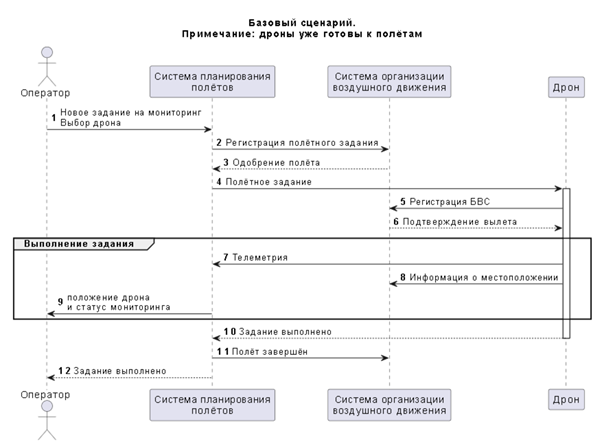 Базовый сценарий.
Примечание: дроны уже готовы к полётам
Оператор
Система планирования
полётов
Система организации
воздушного движения
Дрон
1 Новое задание на мониторинг
Выбор дрона
2 Регистрация полётного задания
3 Одобрение полёта
4 Полётное задание
5 Регистрация БВС
6 Подтверждение вылета
Выполнение задания
7 Телеметрия
8 Информация о местоположении
9 положение дрона
и статус мониторинга
10 Задание выполнено
11 Полёт завершён
12 Задание выполнено
Оператор
Система планирования
полётов
Система организации
воздушного движения
Дрон